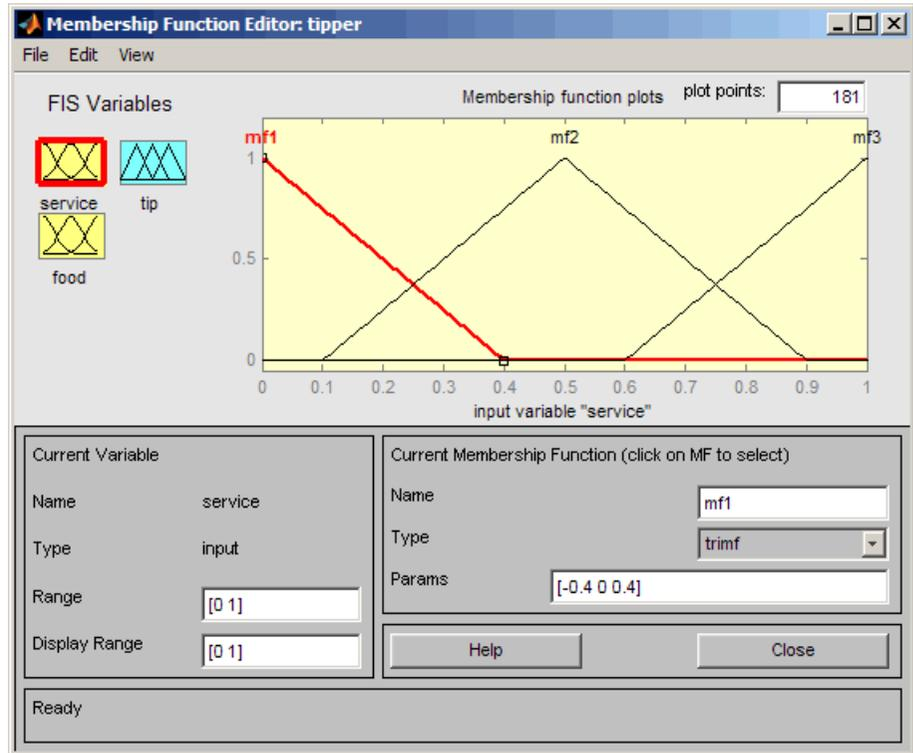 Membership Function Editor: tipper
File Edit View
FIS Variables
Membership function plots plot points: 181
mf1 mf2 mf3
service tip
food
1
0.5
0
0 0.1 0.2 0.3 0.4 0.5 0.6 0.7 0.8 0.9 1
input variable "service"
Current Variable
Name service
Type input
Range [0 1]
Display Range [0 1]
Current Membership Function (click on MF to select)
Name mf1
Type trimf
Params [-0.4 0 0.4]
Help Close
Ready